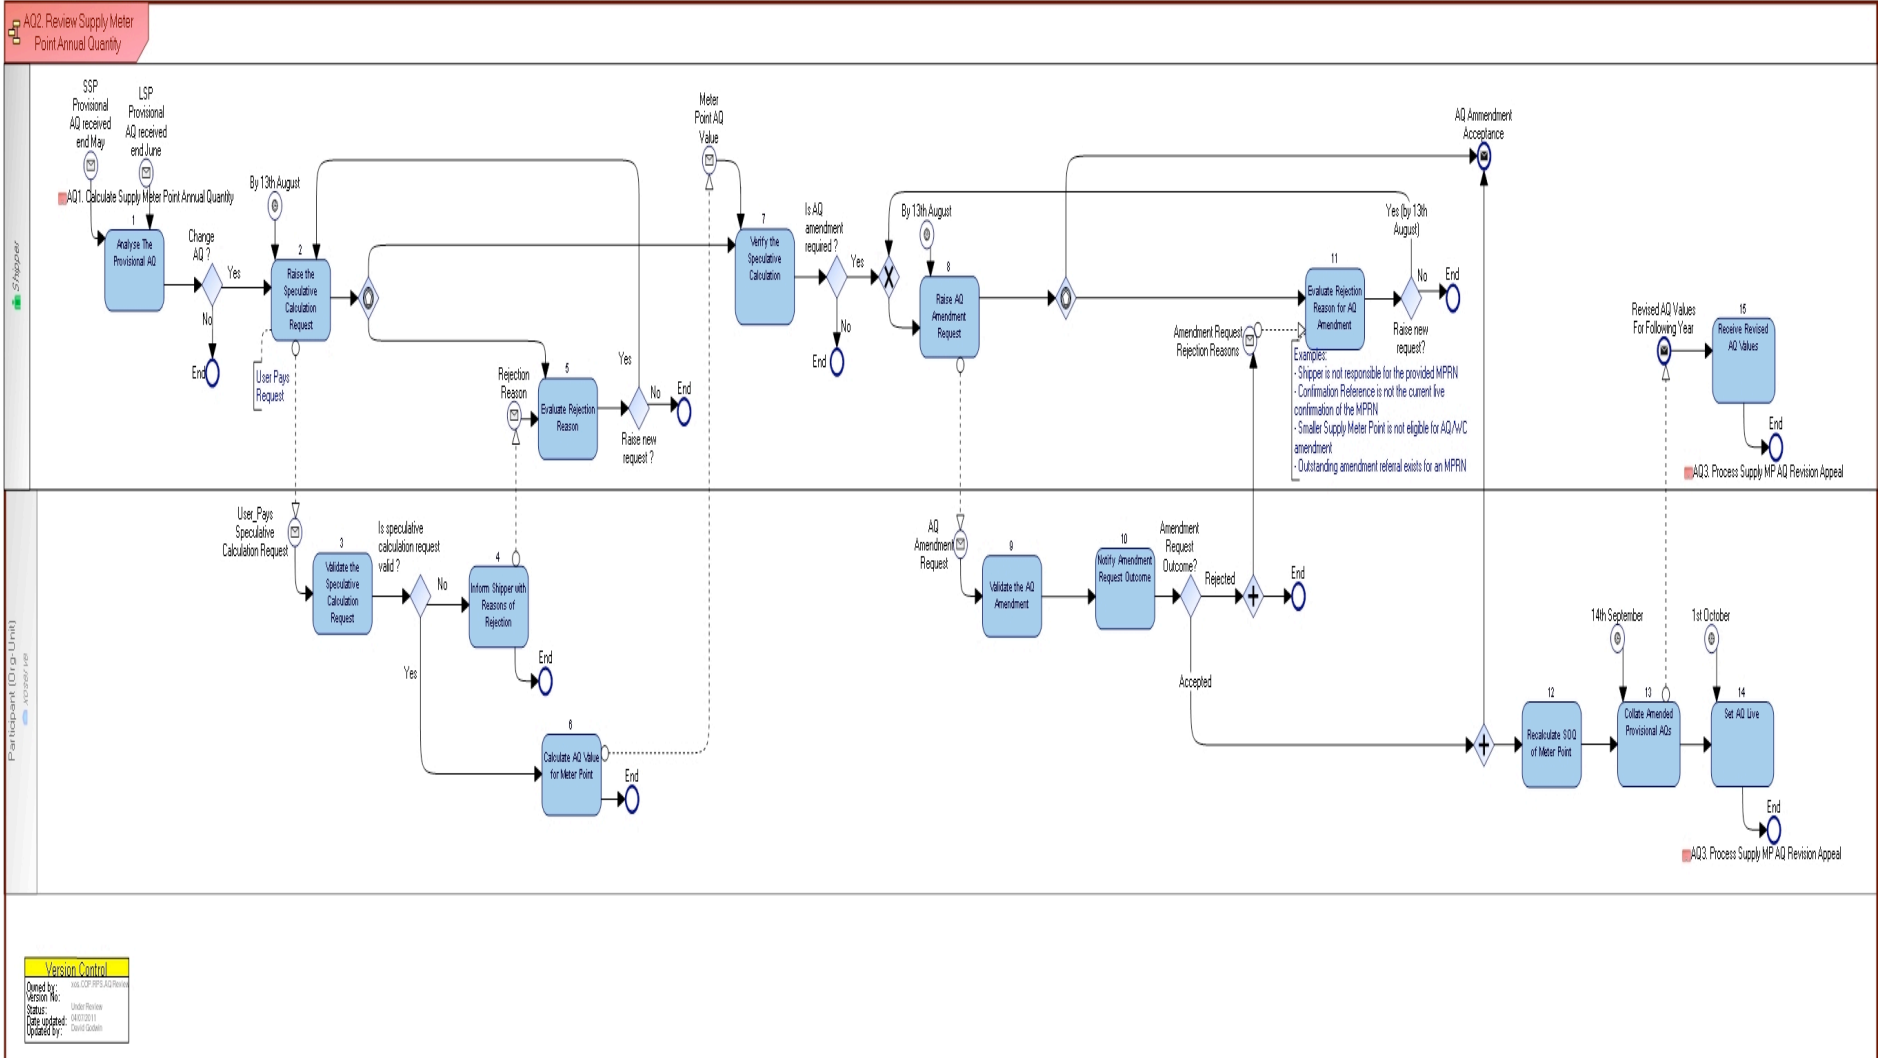 AQ2. Review Supply Meter
Point Annual Quantity
Shipper
SSP
Provisional
AQ received
end May
LSP
Provisional
AQ received
end June
AQ1. Calculate Supply Meter Point Annual Quantity
1
Analyse The
Provisional AQ
Change
AQ ?
Yes
No
End
By 13th August
2
Raise the
Speculative
Calculation
Request
User Pays
Request
Rejection
Reason
5
Evaluate Rejection
Reason
Yes
No
End
Raise new
request ?
Meter
Point AQ
Value
7
Verify the
Speculative
Calculation
Is AQ
amendment
required ?
Yes
No
End
By 13th August
8
Raise AQ
Amendment
Request
Amendment Request
Rejection Reasons
11
Evaluate Rejection
Reason for AQ
Amendment
Examples:
- Shipper is not responsible for the provided MPRN
- Confirmation Reference is not the current live
confirmation of the MPRN
- Smaller Supply Meter Point is not eligible for AQ/WC
amendment
- Outstanding amendment referral exists for an MPRN
Yes (by 13th
August)
No
End
Raise new
request?
AQ Ammendment
Acceptance
Revised AQ Values
For Following Year
15
Receive Revised
AQ Values
End
AQ3. Process Supply MP AQ Revision Appeal
Participant (Org-Unit)
xoserve
User_Pays
Speculative
Calculation Request
3
Validate the
Speculative
Calculation
Request
Is speculative
calculation request
valid ?
No
Yes
4
Inform Shipper with
Reasons of
Rejection
End
6
Calculate AQ Value
for Meter Point
End
AQ
Amendment
Request
9
Validate the AQ
Amendment
10
Notify Amendment
Request Outcome
Amendment
Request
Outcome?
Rejected
Accepted
End
12
Recalculate SOQ
of Meter Point
14th September
13
Collate Amended
Provisional AQs
1st October
14
Set AQ Live
End
AQ3. Process Supply MP AQ Revision Appeal
Version Control
Owned by: xos.COP.RPS.AQReview
Version No:
Status: Under Review
Date updated: 04/07/2011
Updated by: David Godwin